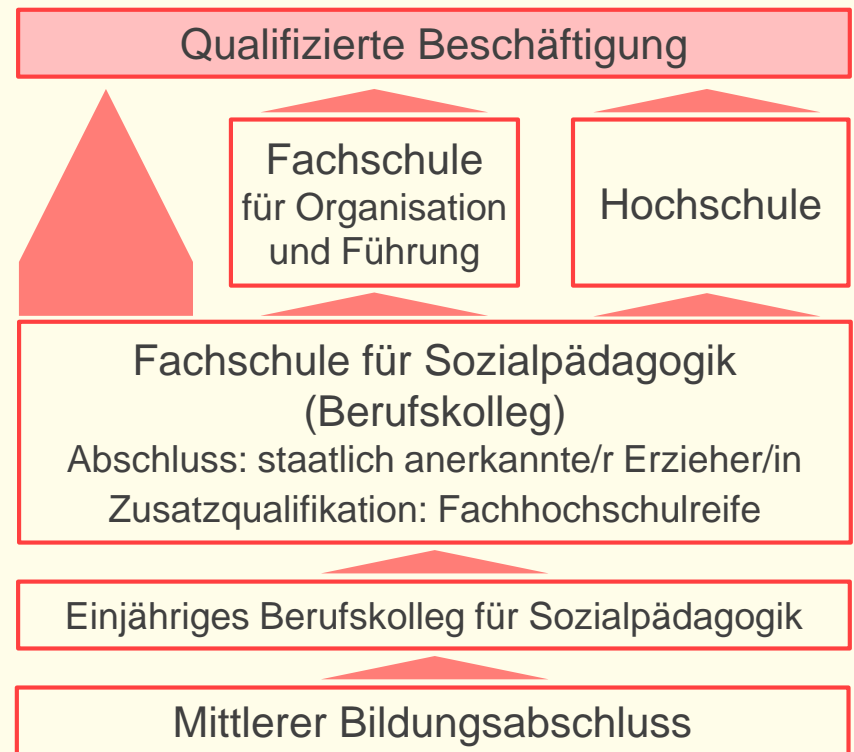 Qualifizierte Beschäftigung
Fachschule
für Organisation
und Führung
Hochschule
Fachschule für Sozialpädagogik
(Berufskolleg)
Abschluss: staatlich anerkannte/r Erzieher/in
Zusatzqualifikation: Fachhochschulreife
Einjähriges Berufskolleg für Sozialpädagogik
Mittlerer Bildungsabschluss